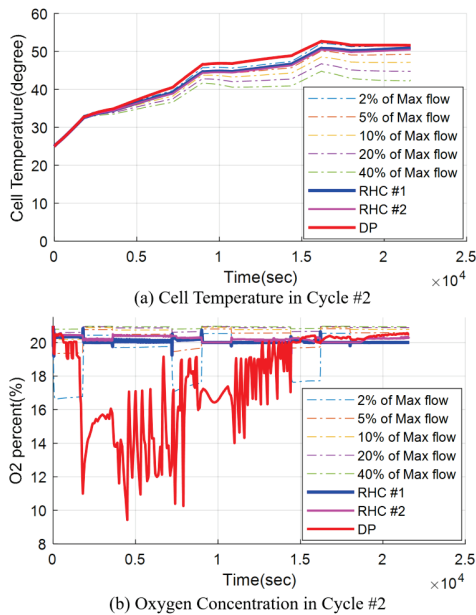 60
50
40
30
20
10
0
Cell Temperature(degree)
2% of Max flow
5% of Max flow
10% of Max flow
20% of Max flow
40% of Max flow
RHC #1
RHC #2
DP
0 0.5 1 1.5 2 2.5
Time(sec) ×10⁴
(a) Cell Temperature in Cycle #2
20
18
16
14
12
10
8
O2 percent(%)
2% of Max flow
5% of Max flow
10% of Max flow
20% of Max flow
40% of Max flow
RHC #1
RHC #2
DP
0 0.5 1 1.5 2 2.5
Time(sec) ×10⁴
(b) Oxygen Concentration in Cycle #2